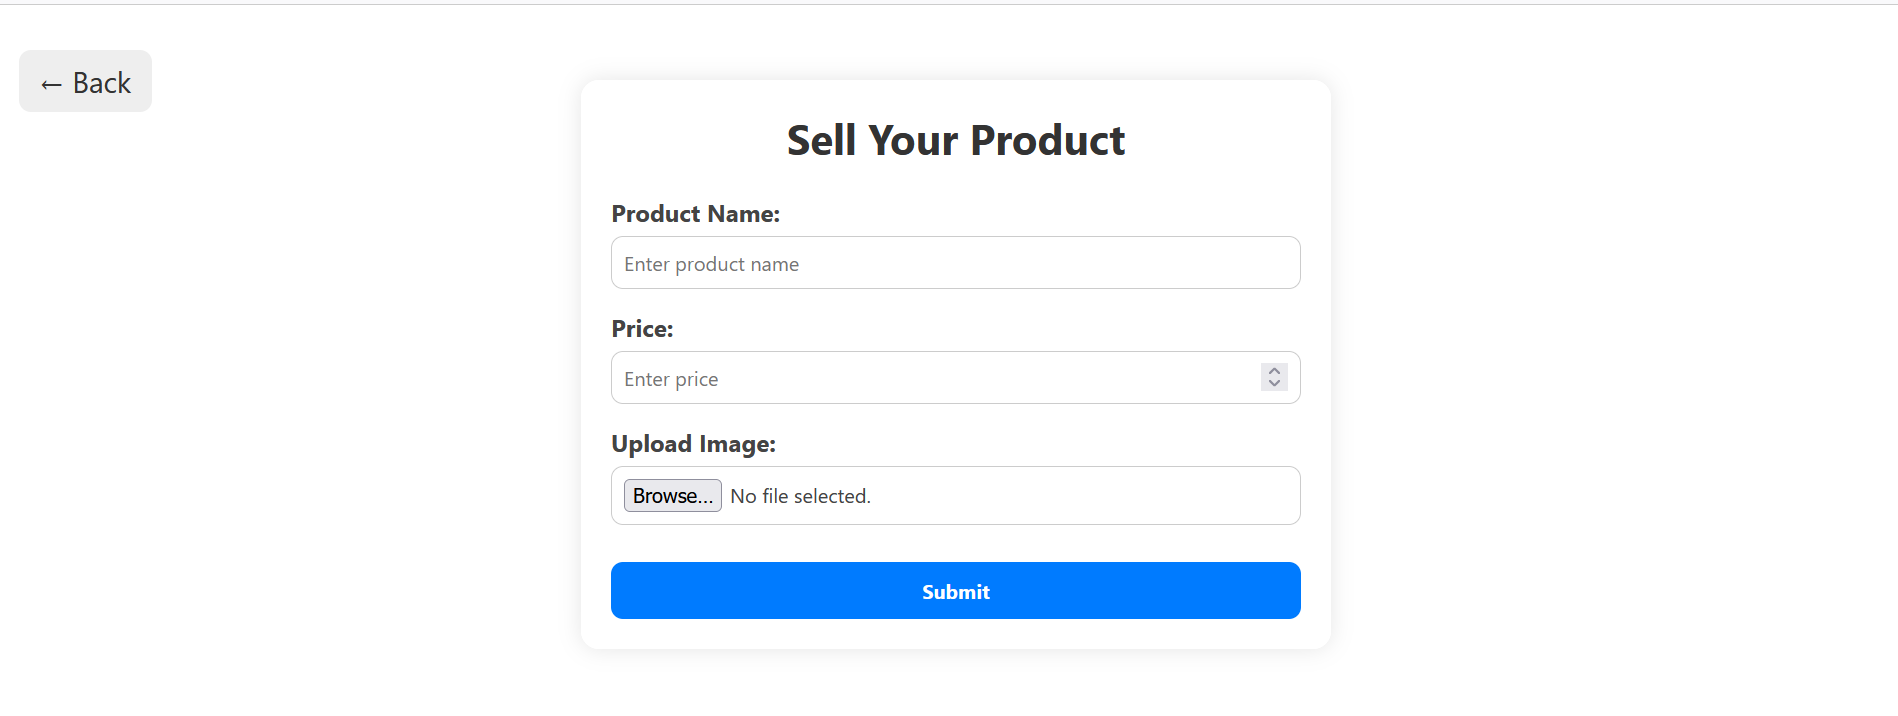 ← Back
Sell Your Product
Product Name:
Enter product name
Price:
Enter price
Upload Image:
Browse... No file selected.
Submit